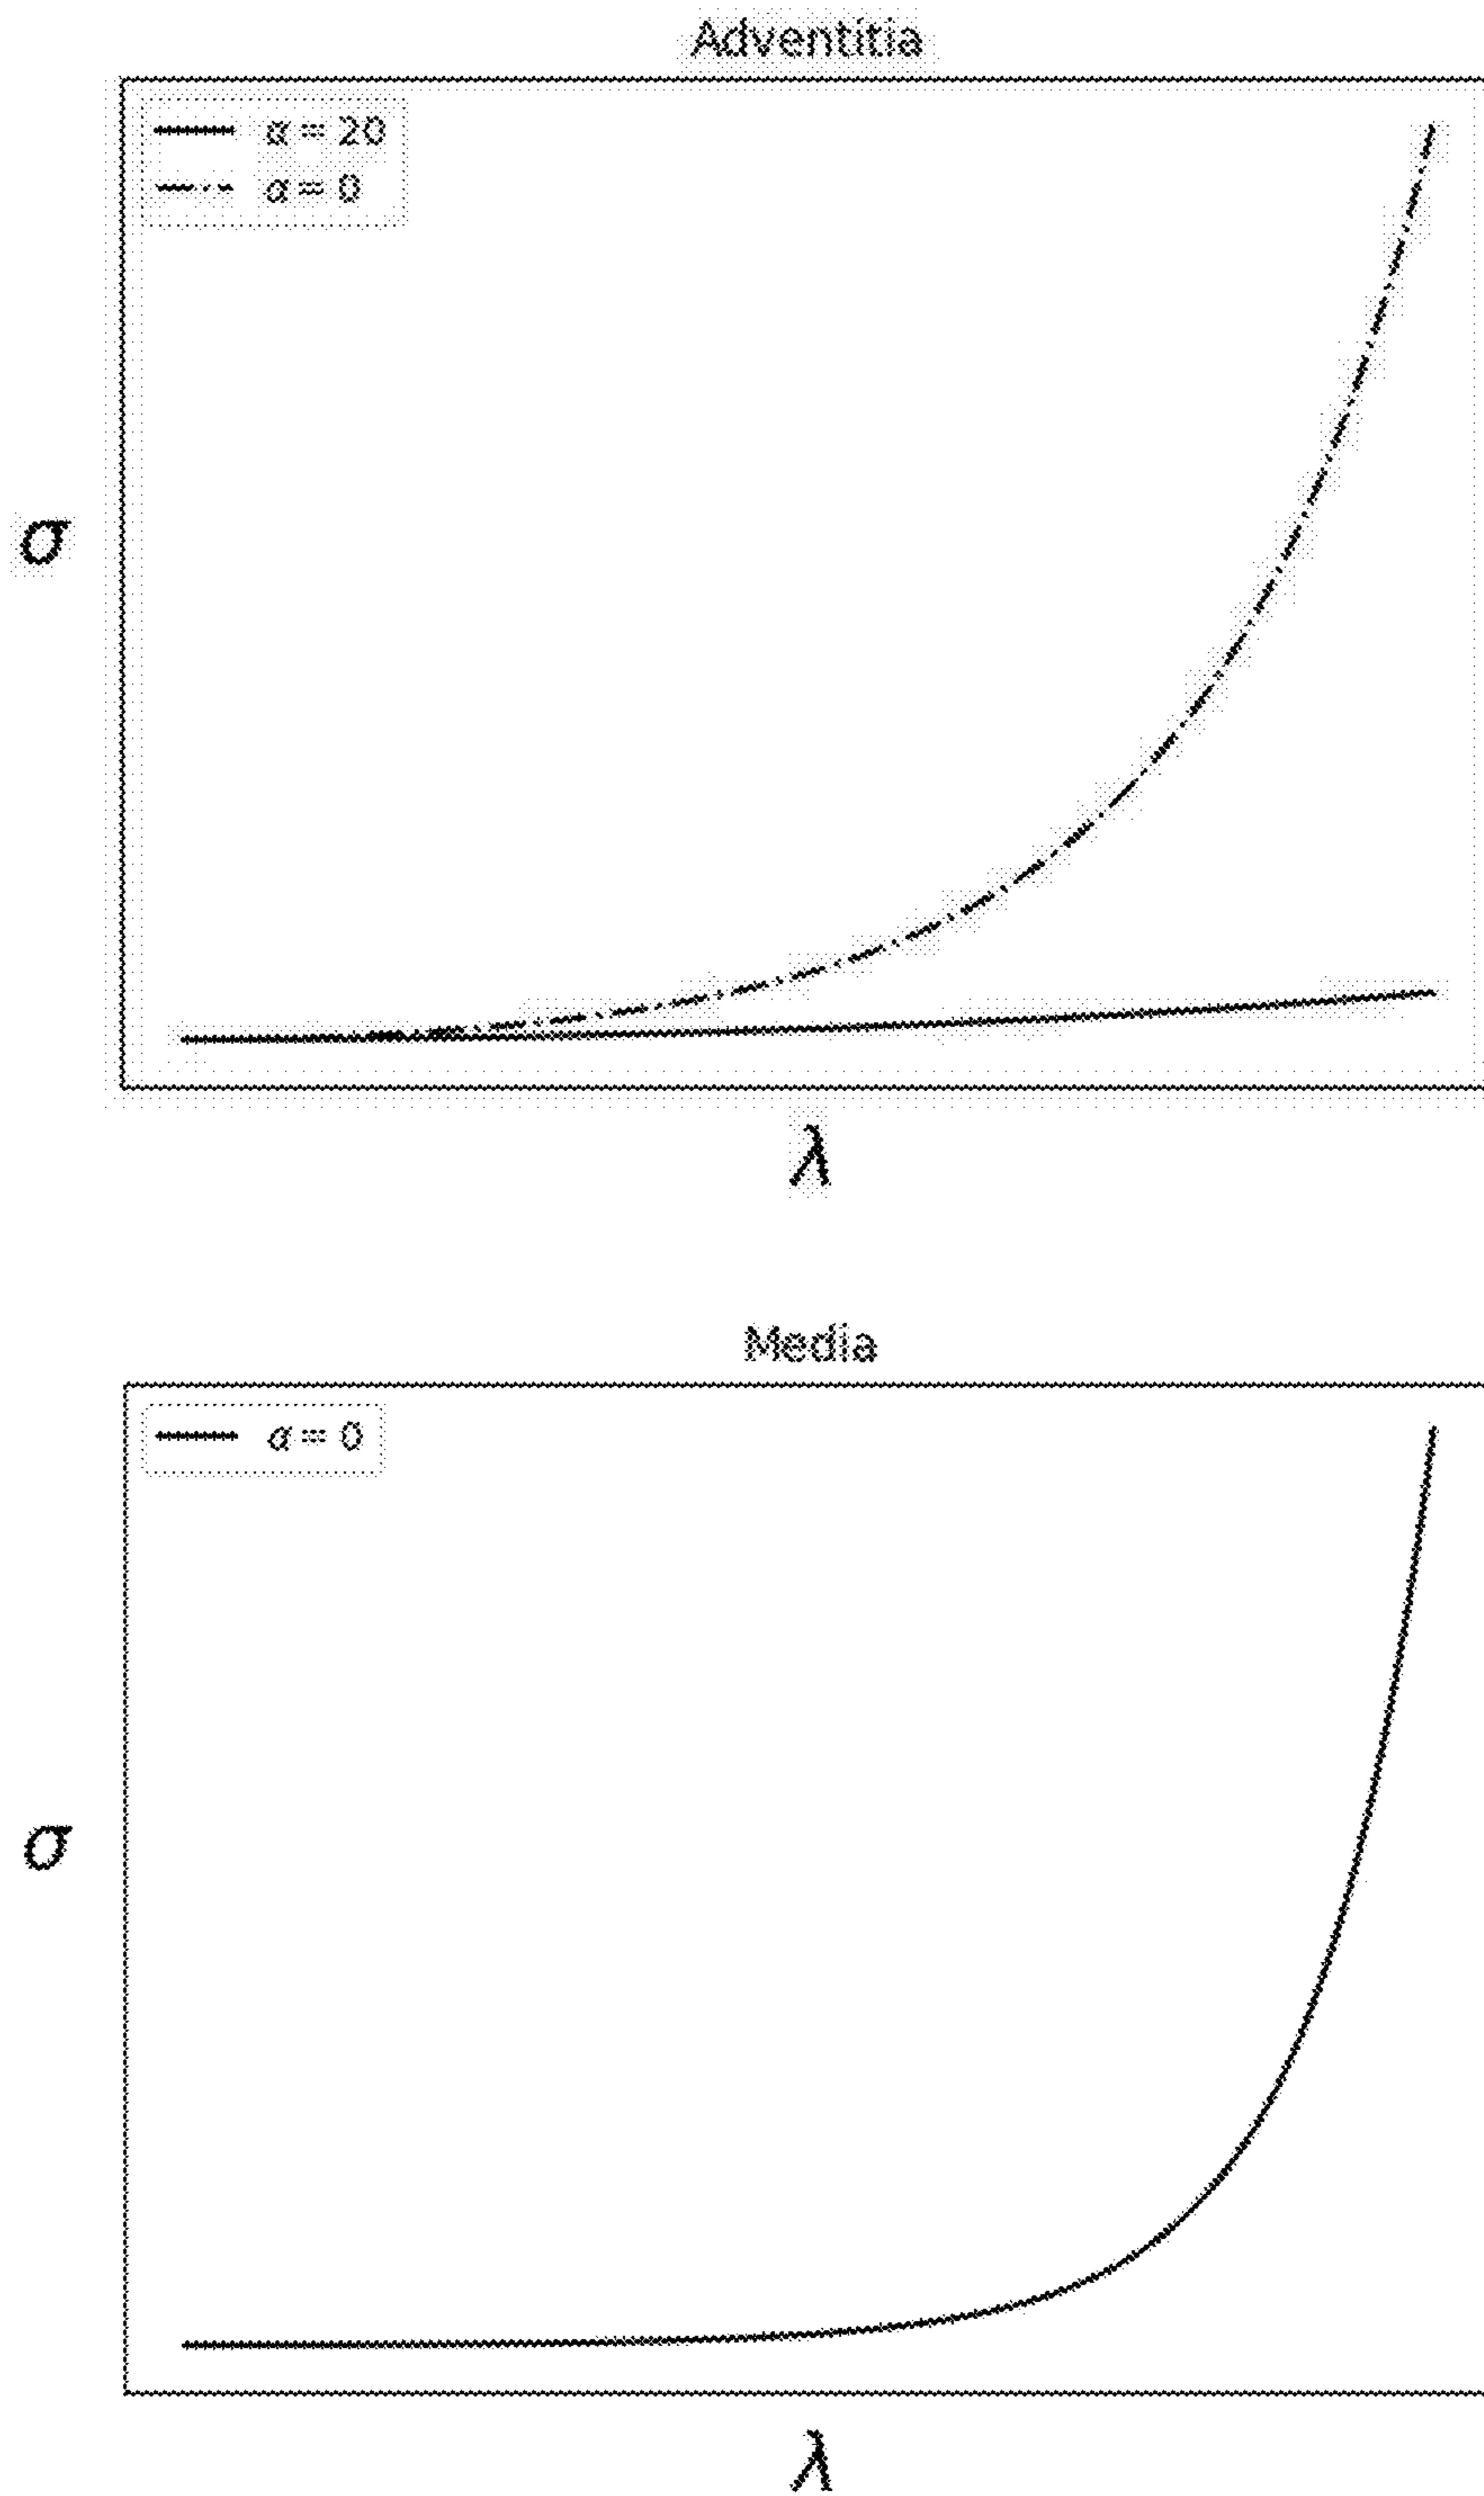 Adventitia
α = 20
α = 0
σ
λ
Media
α = 0
σ
λ